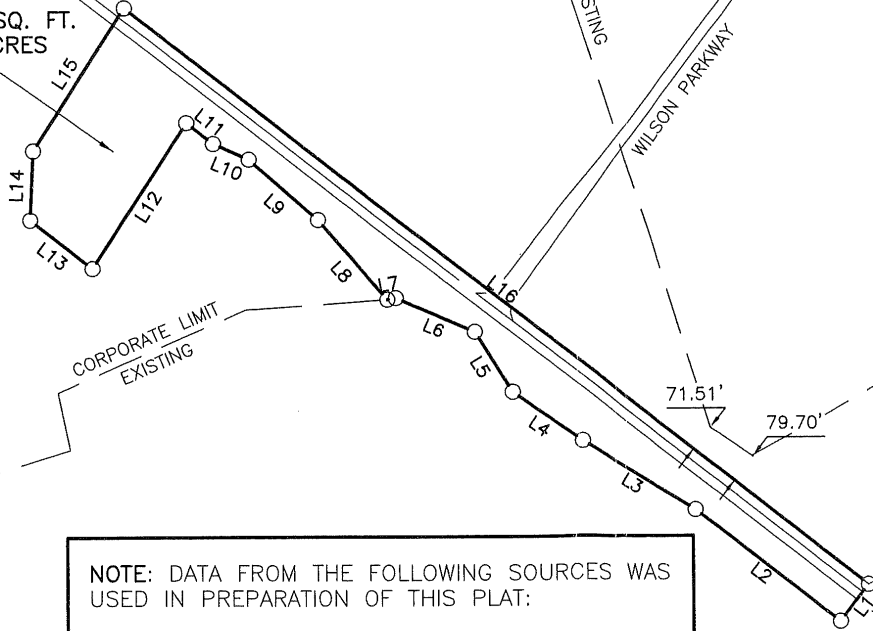 SQ. FT.
CRES
L15
L14
L13
L12
L11
L10
L9
L8
L7
L6
L5
L4
L3
L2
L1
L16
STING
WILSON PARKWAY
CORPORATE LIMIT
EXISTING
71.51'
79.70'
NOTE: DATA FROM THE FOLLOWING SOURCES WAS
USED IN PREPARATION OF THIS PLAT: